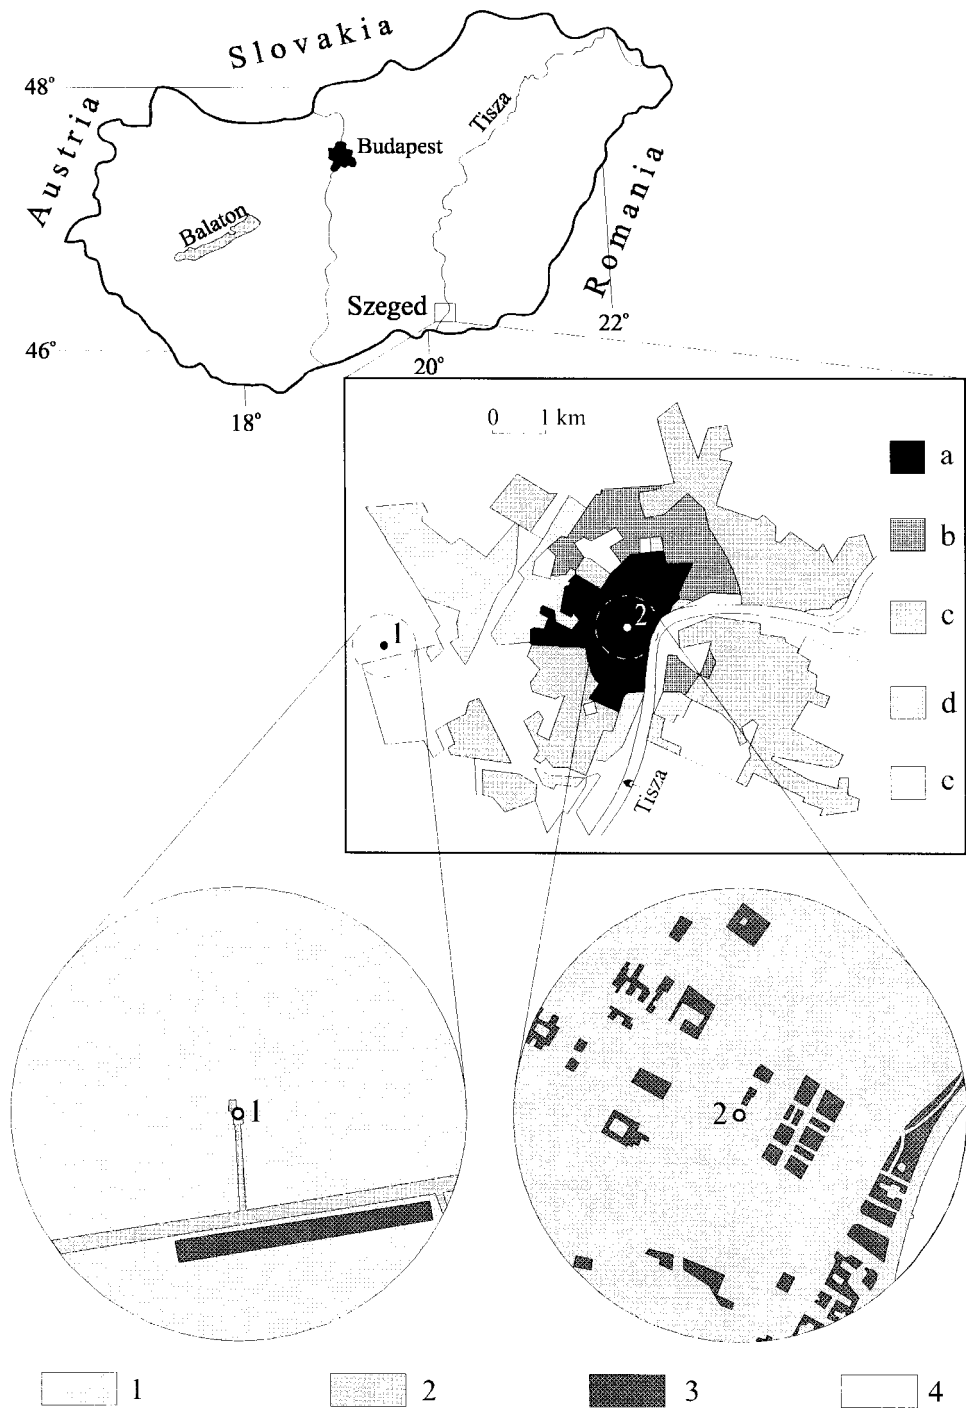 Slovakia
48°
Austria
Tisza
Budapest
Balaton
Romania
Szeged
22°
46°
20°
18°
0 1 km
a
b
c
d
c
1
2
Tisza
1
2
1
2
3
4